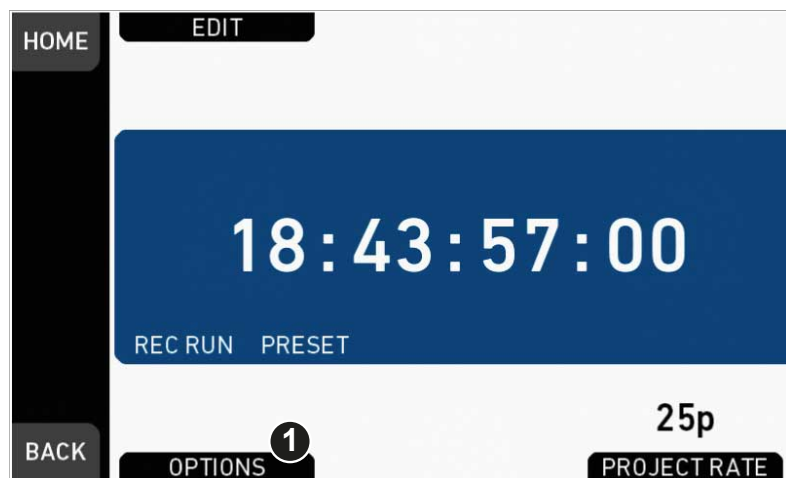 HOME
EDIT
18:43:57:00
REC RUN PRESET
25p
BACK
OPTIONS
1
PROJECT RATE